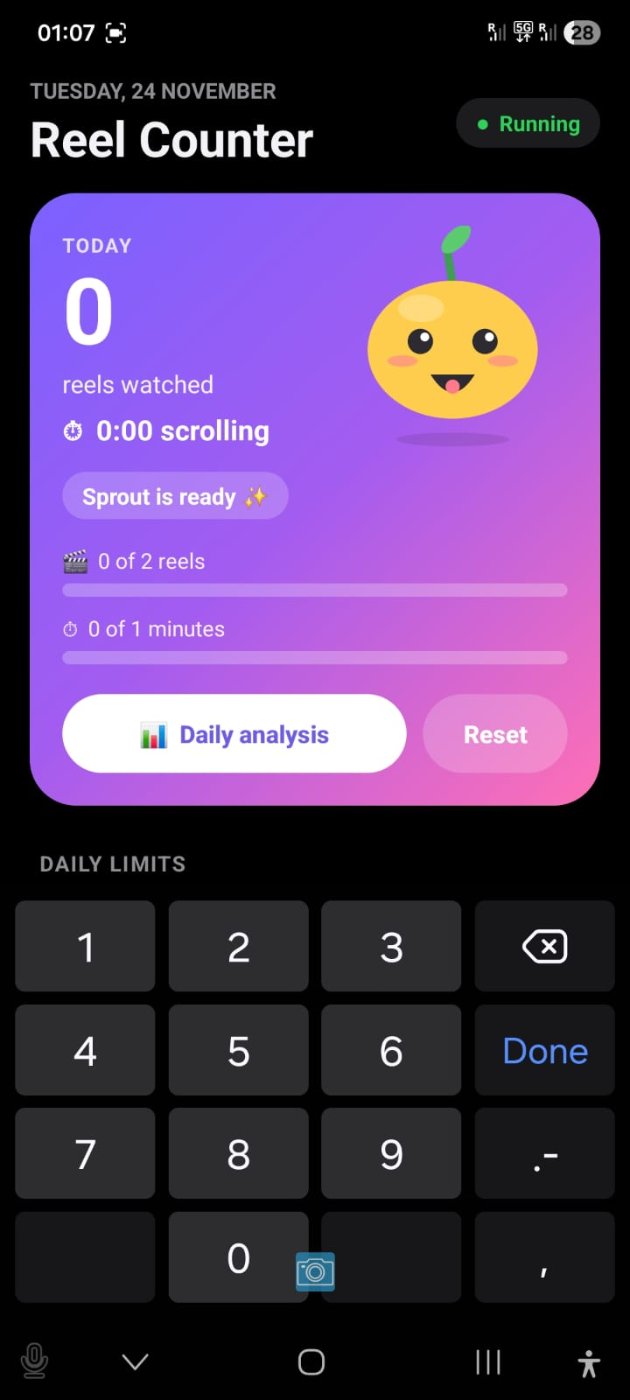 01:07
R 5G R 28
TUESDAY, 24 NOVEMBER
Reel Counter
Running
TODAY
0
reels watched
0:00 scrolling
Sprout is ready ✨
0 of 2 reels
0 of 1 minutes
Daily analysis
Reset
DAILY LIMITS
1 2 3
4 5 6 Done
7 8 9 .-
0 ,